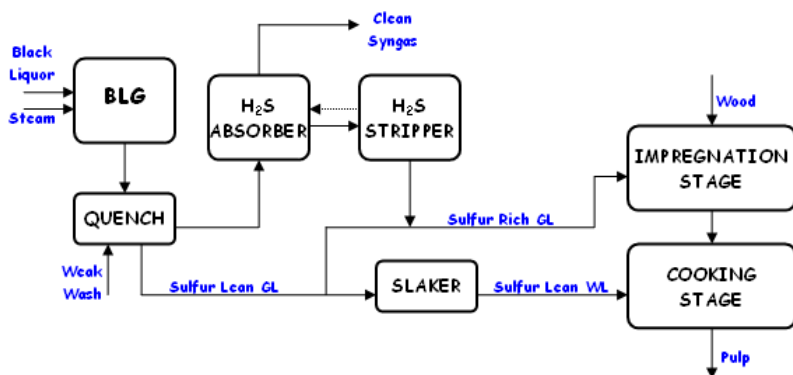 Clean
Syngas
Black
Liquor
BLG
Steam
H₂S
ABSORBER
H₂S
STRIPPER
Wood
IMPREGNATION
STAGE
QUENCH
Sulfur Rich GL
Weak
Wash
Sulfur Lean GL
SLAKER
Sulfur Lean WL
COOKING
STAGE
Pulp